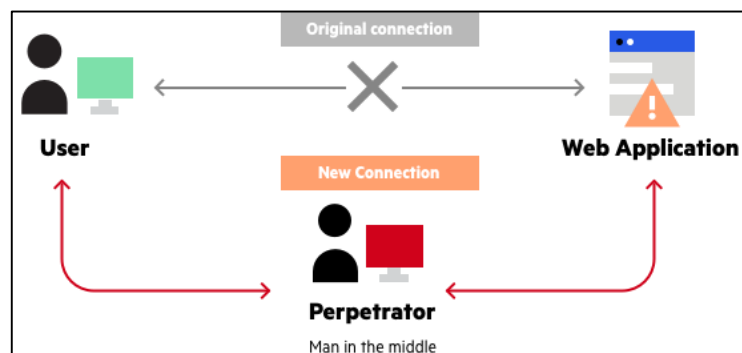 Original connection
User
Web Application
New Connection
Perpetrator
Man in the middle